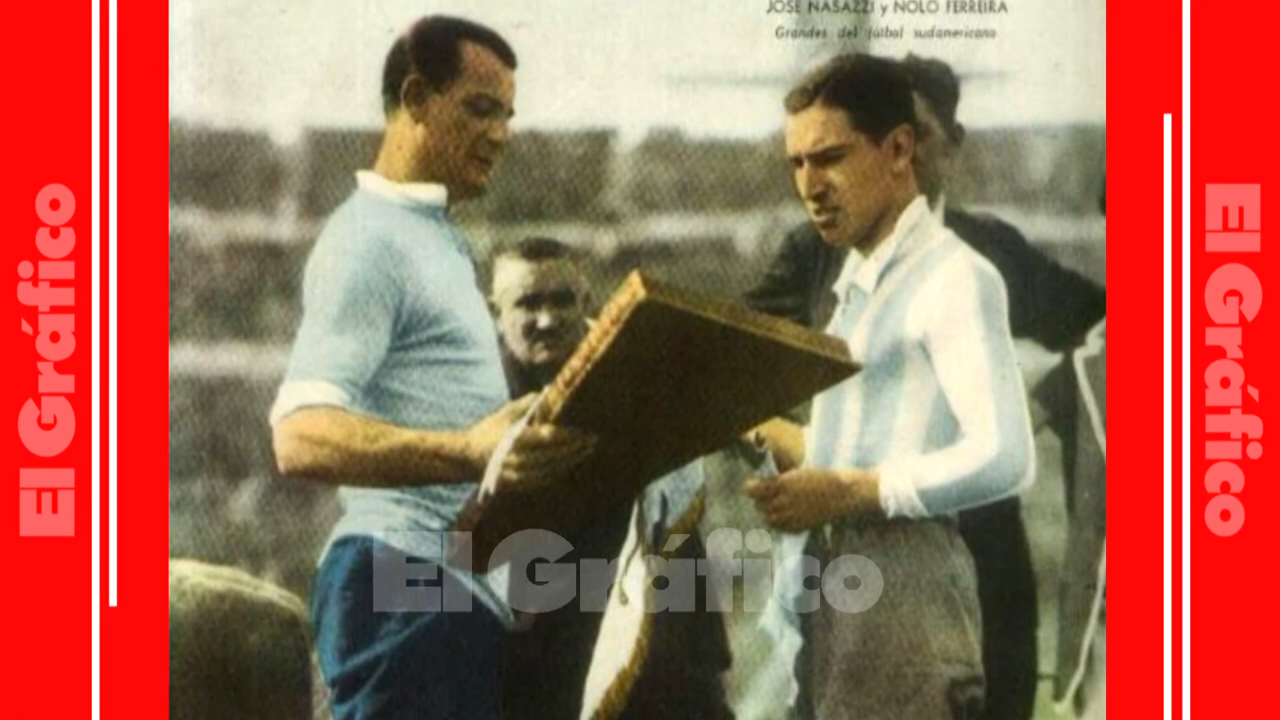 JOSE NASAZZI y NOLO FERREIRA
Grandes del fútbol sudamericano
El Gráfico
El Gráfico
El Gráfico